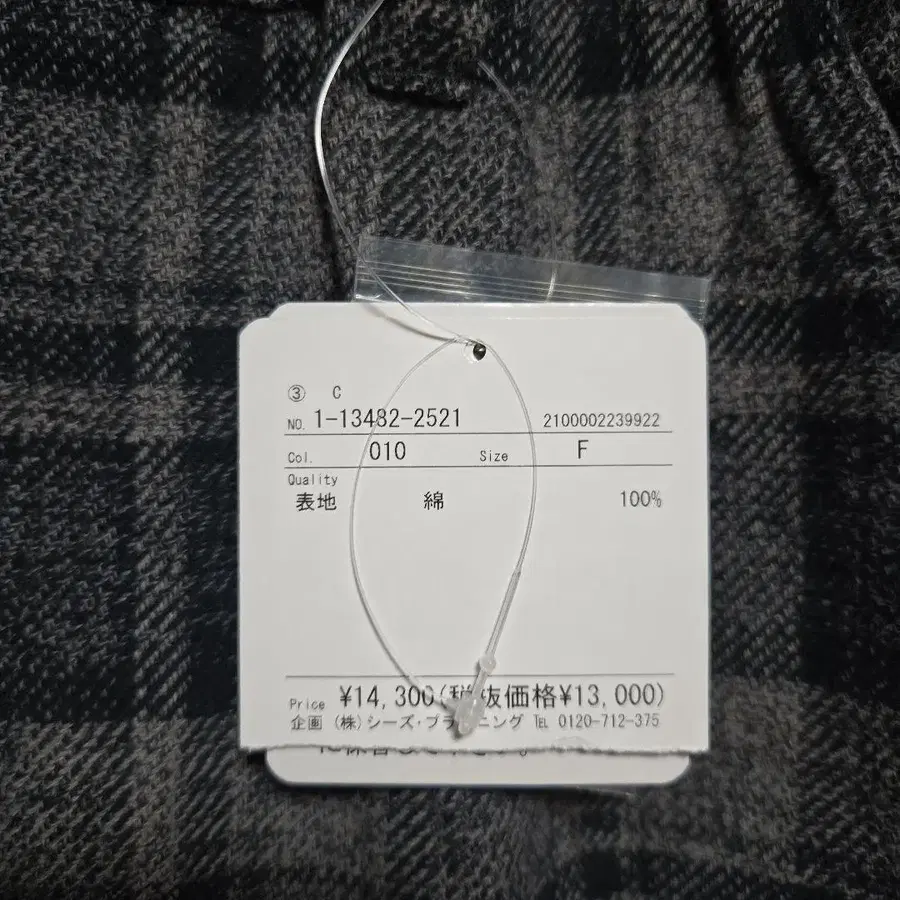 ③ C
NO. 1-13482-2521 2100002239922
Col. 010 Size F
Quality
表地 綿 100%
Price ¥14,300(税抜価格¥13,000)
企画 (株)シーズ・プランニング TEL 0120-712-375